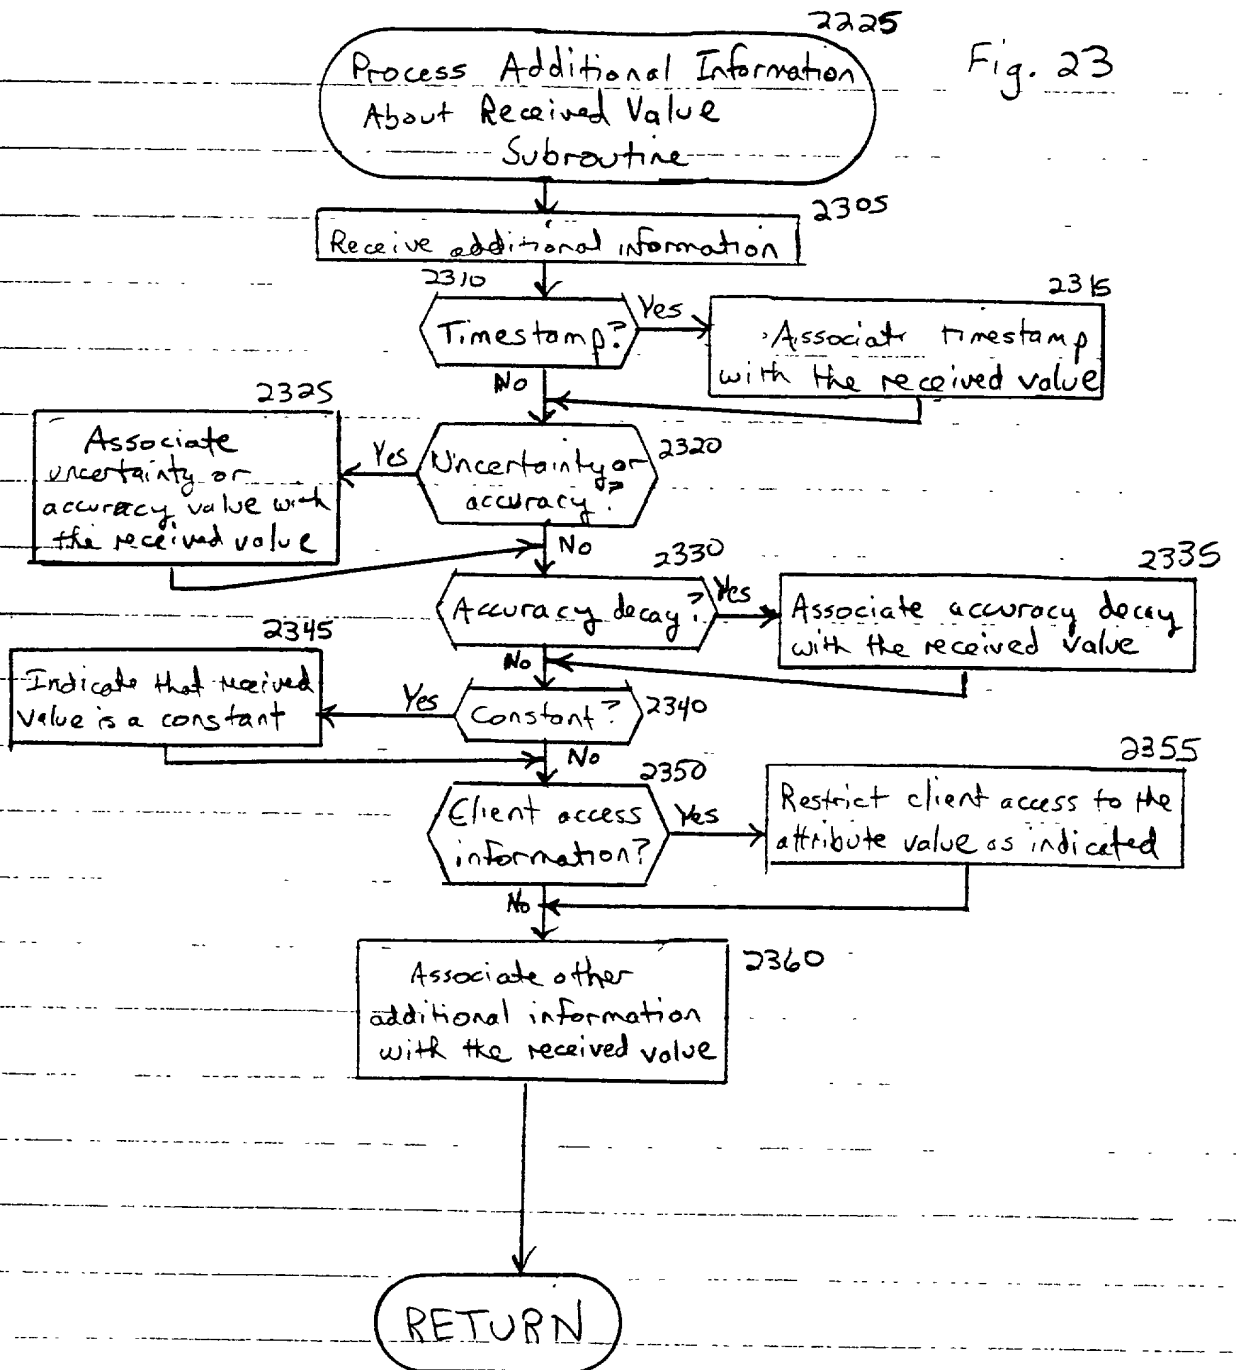 2225
Fig. 23
Process Additional Information
About Received Value
Subroutine
2305
Receive additional information
2310
Timestamp?
Yes
No
2315
Associate timestamp
with the received value
2320
Uncertainty or
accuracy?
Yes
No
2325
Associate
uncertainty or
accuracy value with
the received value
2330
Accuracy decay?
Yes
No
2335
Associate accuracy decay
with the received value
2340
Constant?
Yes
No
2345
Indicate that received
value is a constant
2350
Client access
information?
Yes
No
2355
Restrict client access to the
attribute value as indicated
2360
Associate other
additional information
with the received value
RETURN